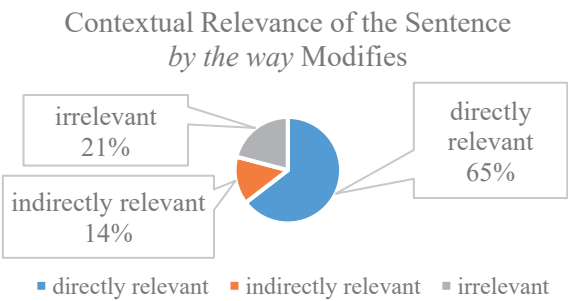 Contextual Relevance of the Sentence
by the way Modifies
irrelevant
21%
directly
relevant
65%
indirectly relevant
14%
directly relevant
indirectly relevant
irrelevant